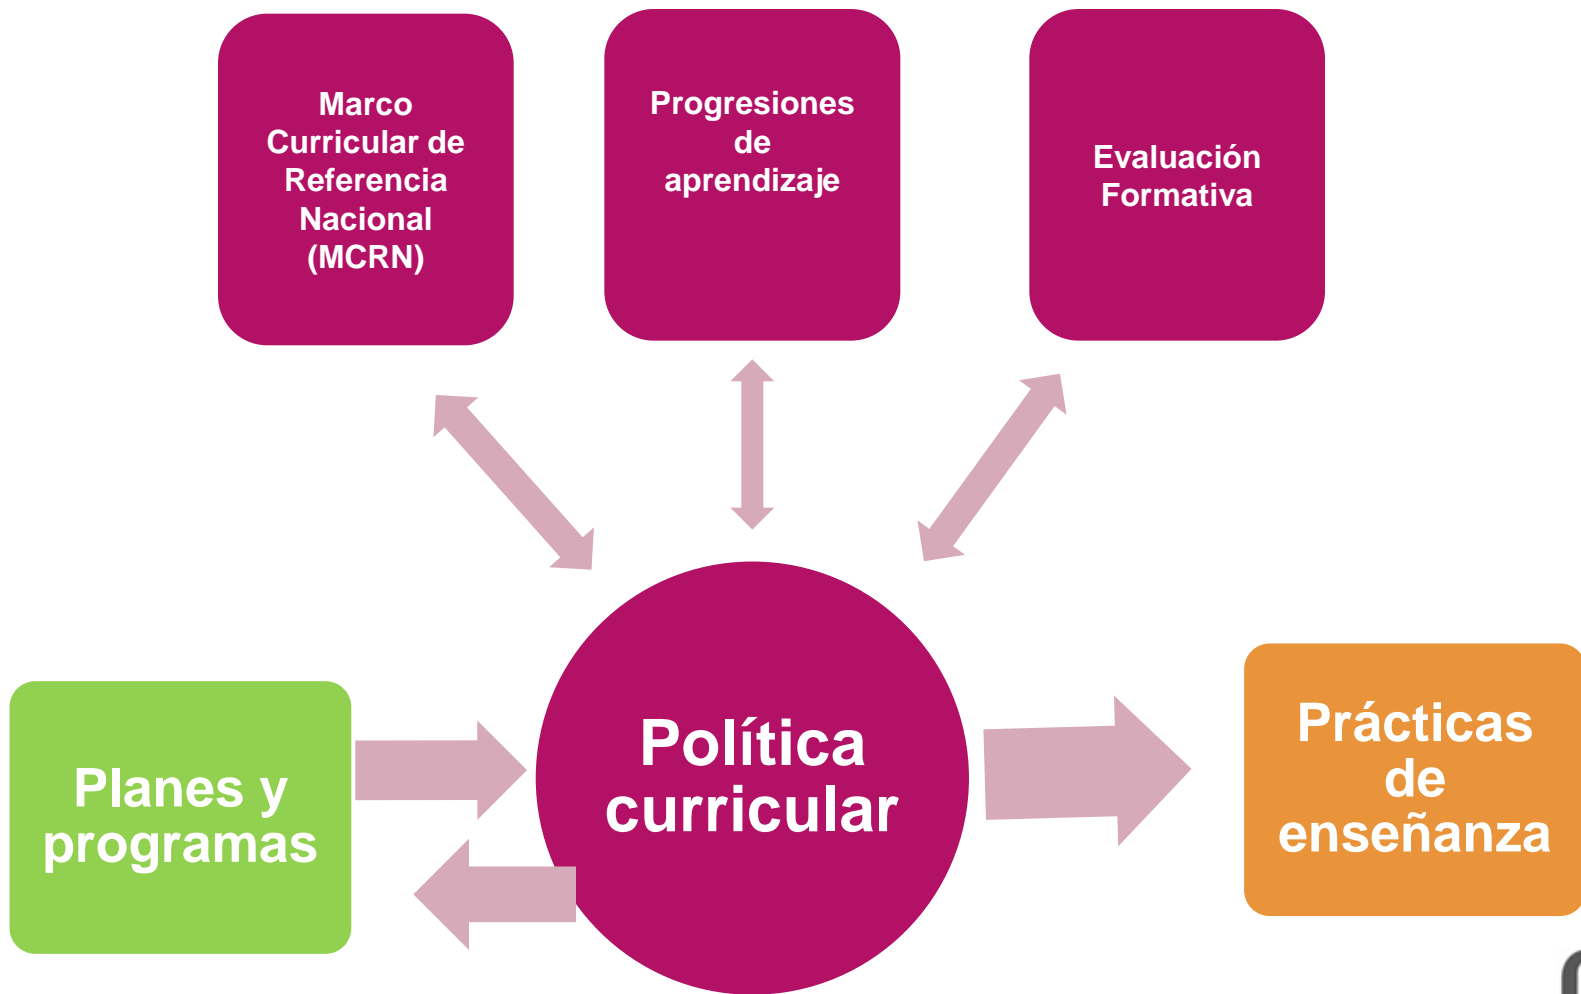 Marco
Curricular de
Referencia
Nacional
(MCRN)
Progresiones
de
aprendizaje
Evaluación
Formativa
Planes y
programas
Política
curricular
Prácticas
de
enseñanza